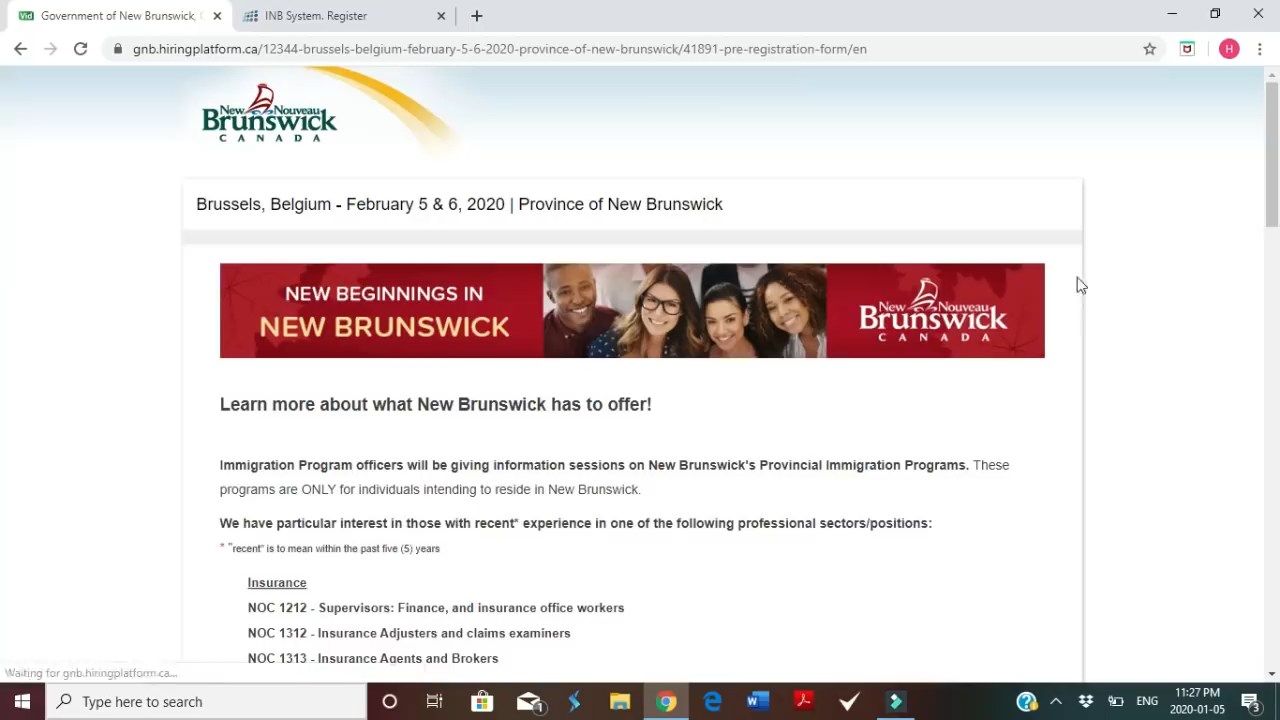 Government of New Brunswick,
INB System. Register
gnb.hiringplatform.ca/12344-brussels-belgium-february-5-6-2020-province-of-new-brunswick/41891-pre-registration-form/en
H
New Nouveau
Brunswick
CANADA
Brussels, Belgium - February 5 & 6, 2020 | Province of New Brunswick
NEW BEGINNINGS IN
NEW BRUNSWICK
New Nouveau
Brunswick
CANADA
Learn more about what New Brunswick has to offer!
Immigration Program officers will be giving information sessions on New Brunswick's Provincial Immigration Programs. These
programs are ONLY for individuals intending to reside in New Brunswick.
We have particular interest in those with recent* experience in one of the following professional sectors/positions:
* "recent" is to mean within the past five (5) years
Insurance
NOC 1212 - Supervisors: Finance, and insurance office workers
NOC 1312 - Insurance Adjusters and claims examiners
NOC 1313 - Insurance Agents and Brokers
Waiting for gnb.hiringplatform.ca...
Type here to search
ENG
11:27 PM
2020-01-05